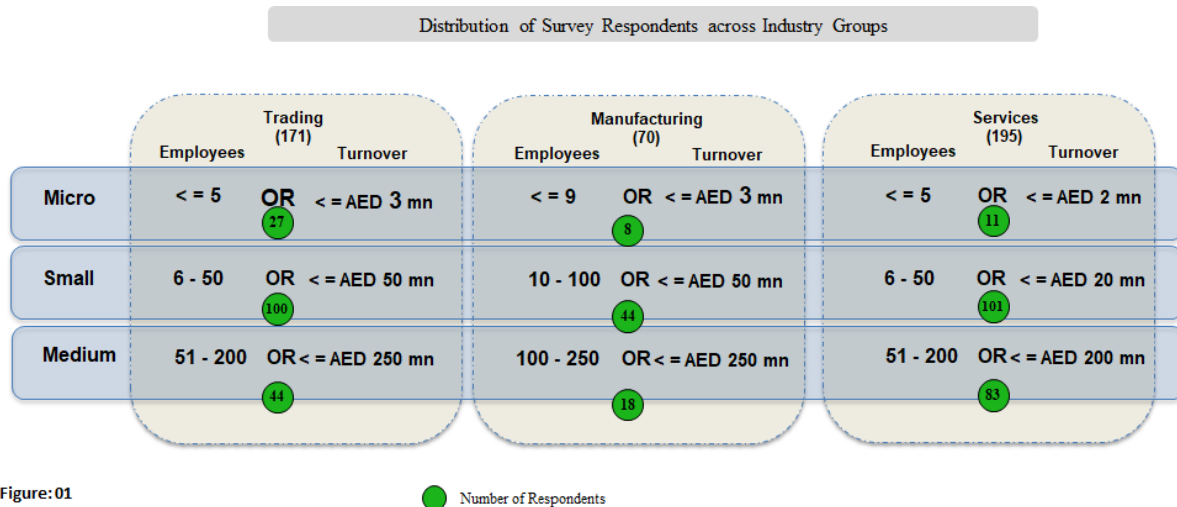 Distribution of Survey Respondents across Industry Groups
Trading
(171)
Employees Turnover
Manufacturing
(70)
Employees Turnover
Services
(195)
Employees Turnover
Micro < = 5 OR < = AED 3 mn < = 9 OR < = AED 3 mn < = 5 OR < = AED 2 mn
27 8 11
Small 6 - 50 OR < = AED 50 mn 10 - 100 OR < = AED 50 mn 6 - 50 OR < = AED 20 mn
100 44 101
Medium 51 - 200 OR < = AED 250 mn 100 - 250 OR < = AED 250 mn 51 - 200 OR < = AED 200 mn
44 18 83
Figure: 01
Number of Respondents